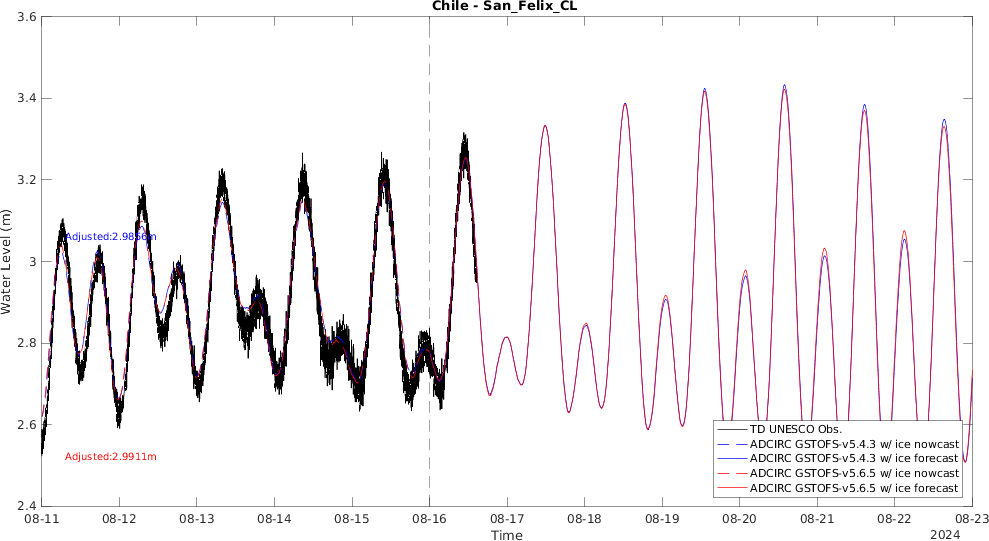 Chile - San_Felix_CL
Water Level (m)
3.6
3.4
3.2
3
2.8
2.6
2.4
Adjusted:2.9856m
Adjusted:2.9911m
TD UNESCO Obs.
ADCIRC GSTOFS-v5.4.3 w/ ice nowcast
ADCIRC GSTOFS-v5.4.3 w/ ice forecast
ADCIRC GSTOFS-v5.6.5 w/ ice nowcast
ADCIRC GSTOFS-v5.6.5 w/ ice forecast
08-11 08-12 08-13 08-14 08-15 08-16 08-17 08-18 08-19 08-20 08-21 08-22 08-23
Time
2024